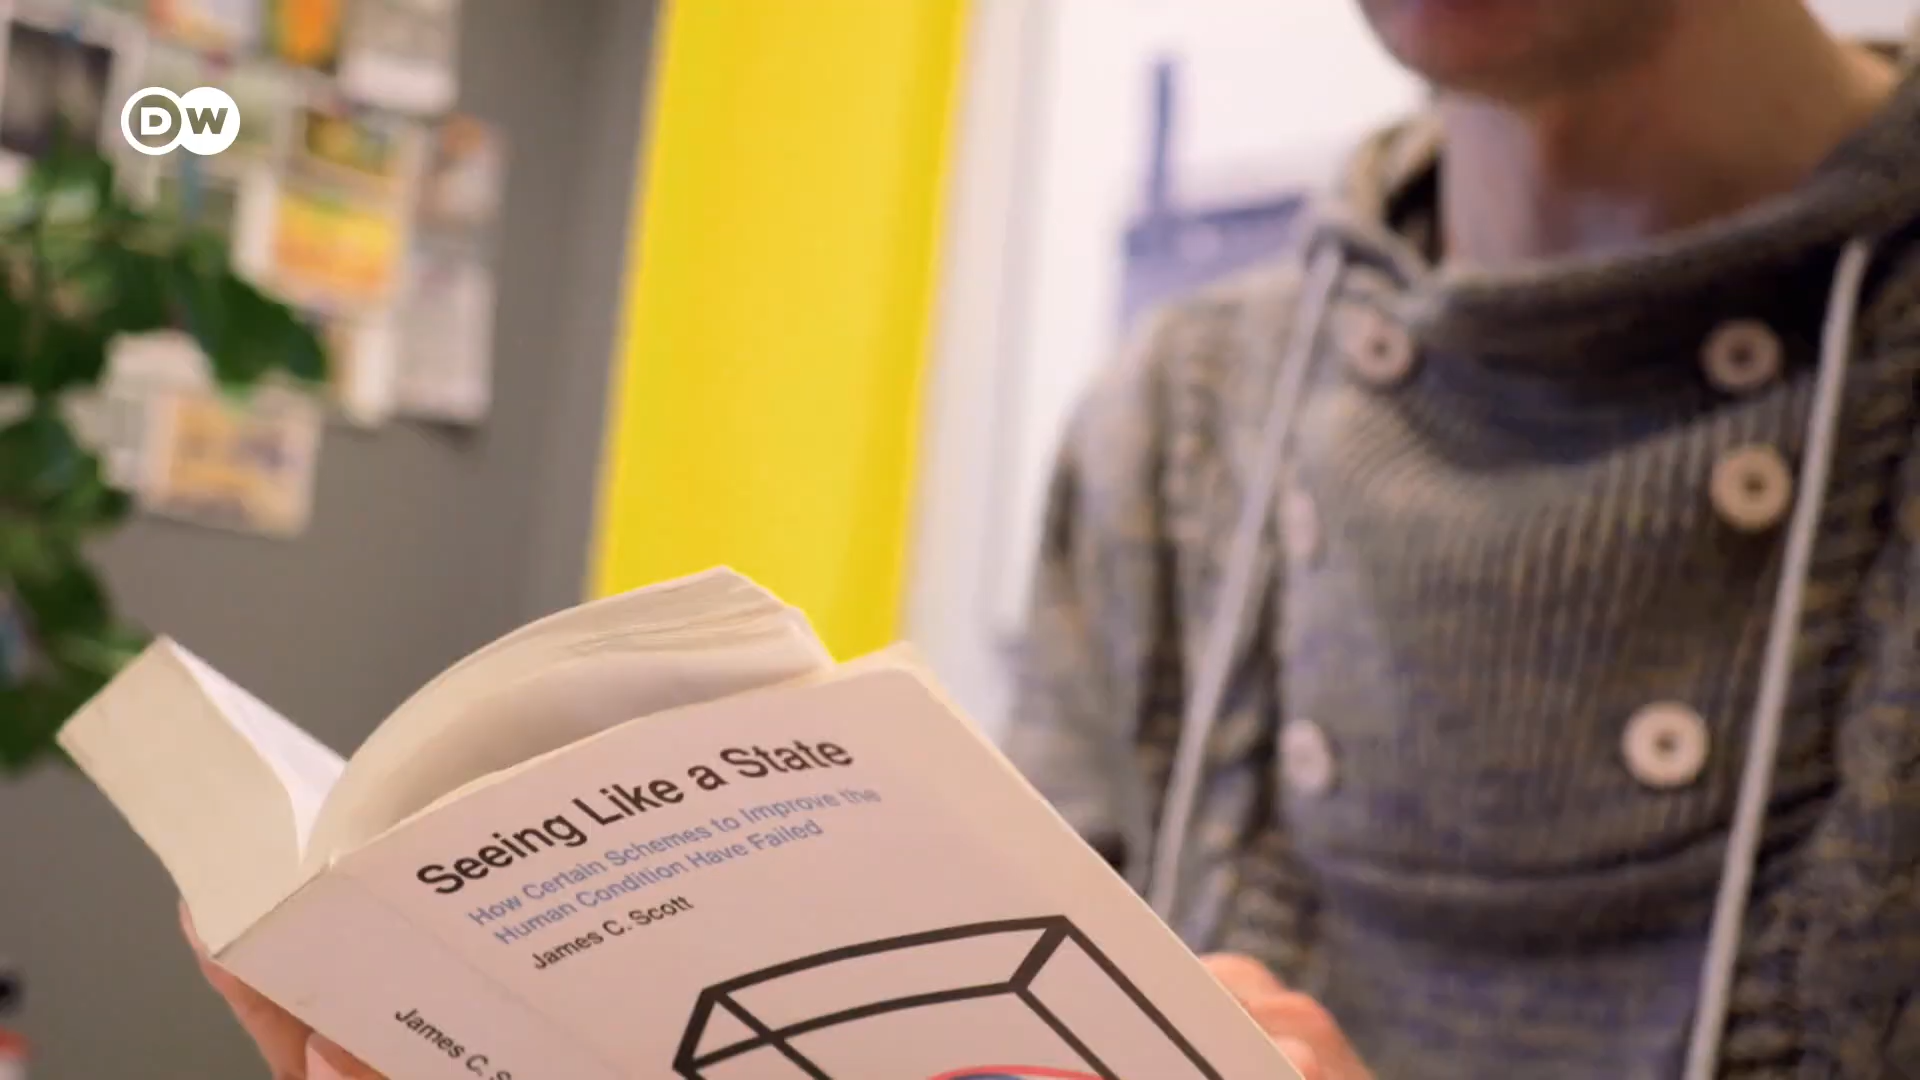 DW
Seeing Like a State
How Certain Schemes to Improve the
Human Condition Have Failed
James C. Scott
James C. S